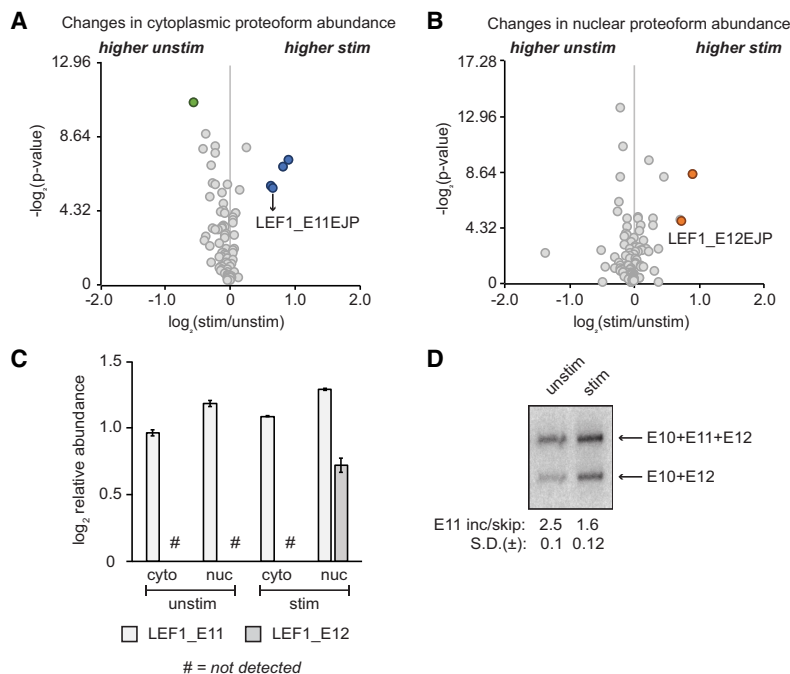 A
Changes in cytoplasmic proteoform abundance
higher unstim
higher stim
12.96
8.64
4.32
0
-log₂(p-value)
LEF1_E11EJP
-2.0
-1.0
0
1.0
2.0
log₂(stim/unstim)
B
Changes in nuclear proteoform abundance
higher unstim
higher stim
17.28
12.96
8.64
4.32
0
-log₂(p-value)
LEF1_E12EJP
-2.0
-1.0
0
1.0
2.0
log₂(stim/unstim)
C
log₂ relative abundance
1.5
1.0
0.5
0
#
#
#
cyto
nuc
cyto
nuc
unstim
stim
LEF1_E11
LEF1_E12
# = not detected
D
unstim
stim
E10+E11+E12
E10+E12
E11 inc/skip: 2.5 1.6
S.D.(±): 0.1 0.12